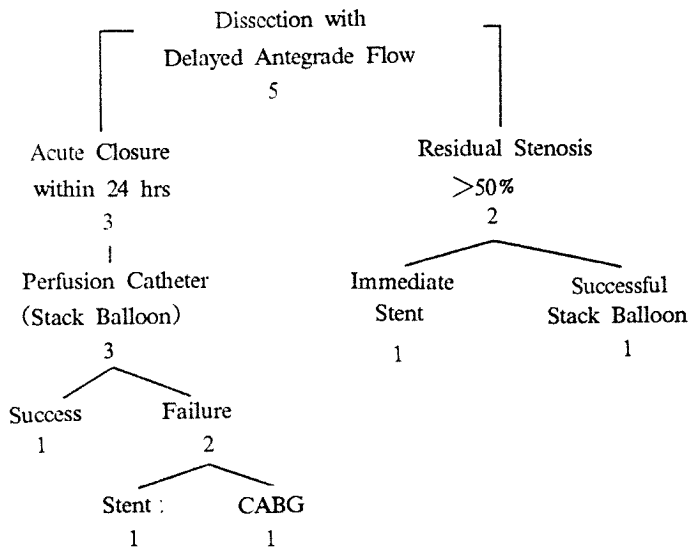 Dissection with
Delayed Antegrade Flow
5
Acute Closure
within 24 hrs
3
Perfusion Catheter
(Stack Balloon)
3
Success
1
Failure
2
Stent :
1
CABG
1
Residual Stenosis
>50%
2
Immediate
Stent
1
Successful
Stack Balloon
1